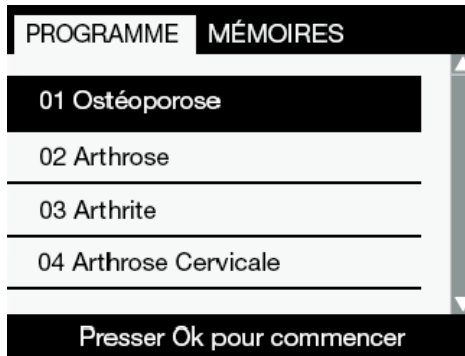 PROGRAMME MÉMOIRES
01 Ostéoporose
02 Arthrose
03 Arthrite
04 Arthrose Cervicale
Presser Ok pour commencer